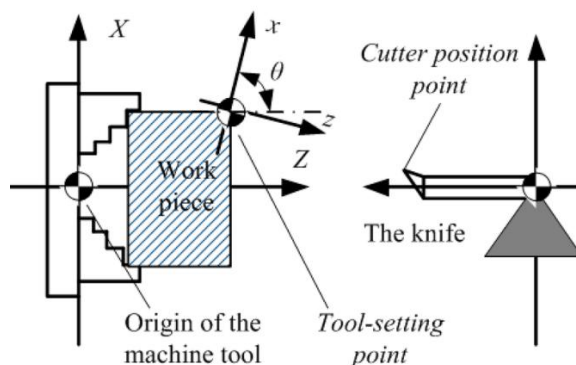 X
x
θ
z
Z
Cutter position
point
Work
piece
The knife
Origin of the
machine tool
Tool-setting
point